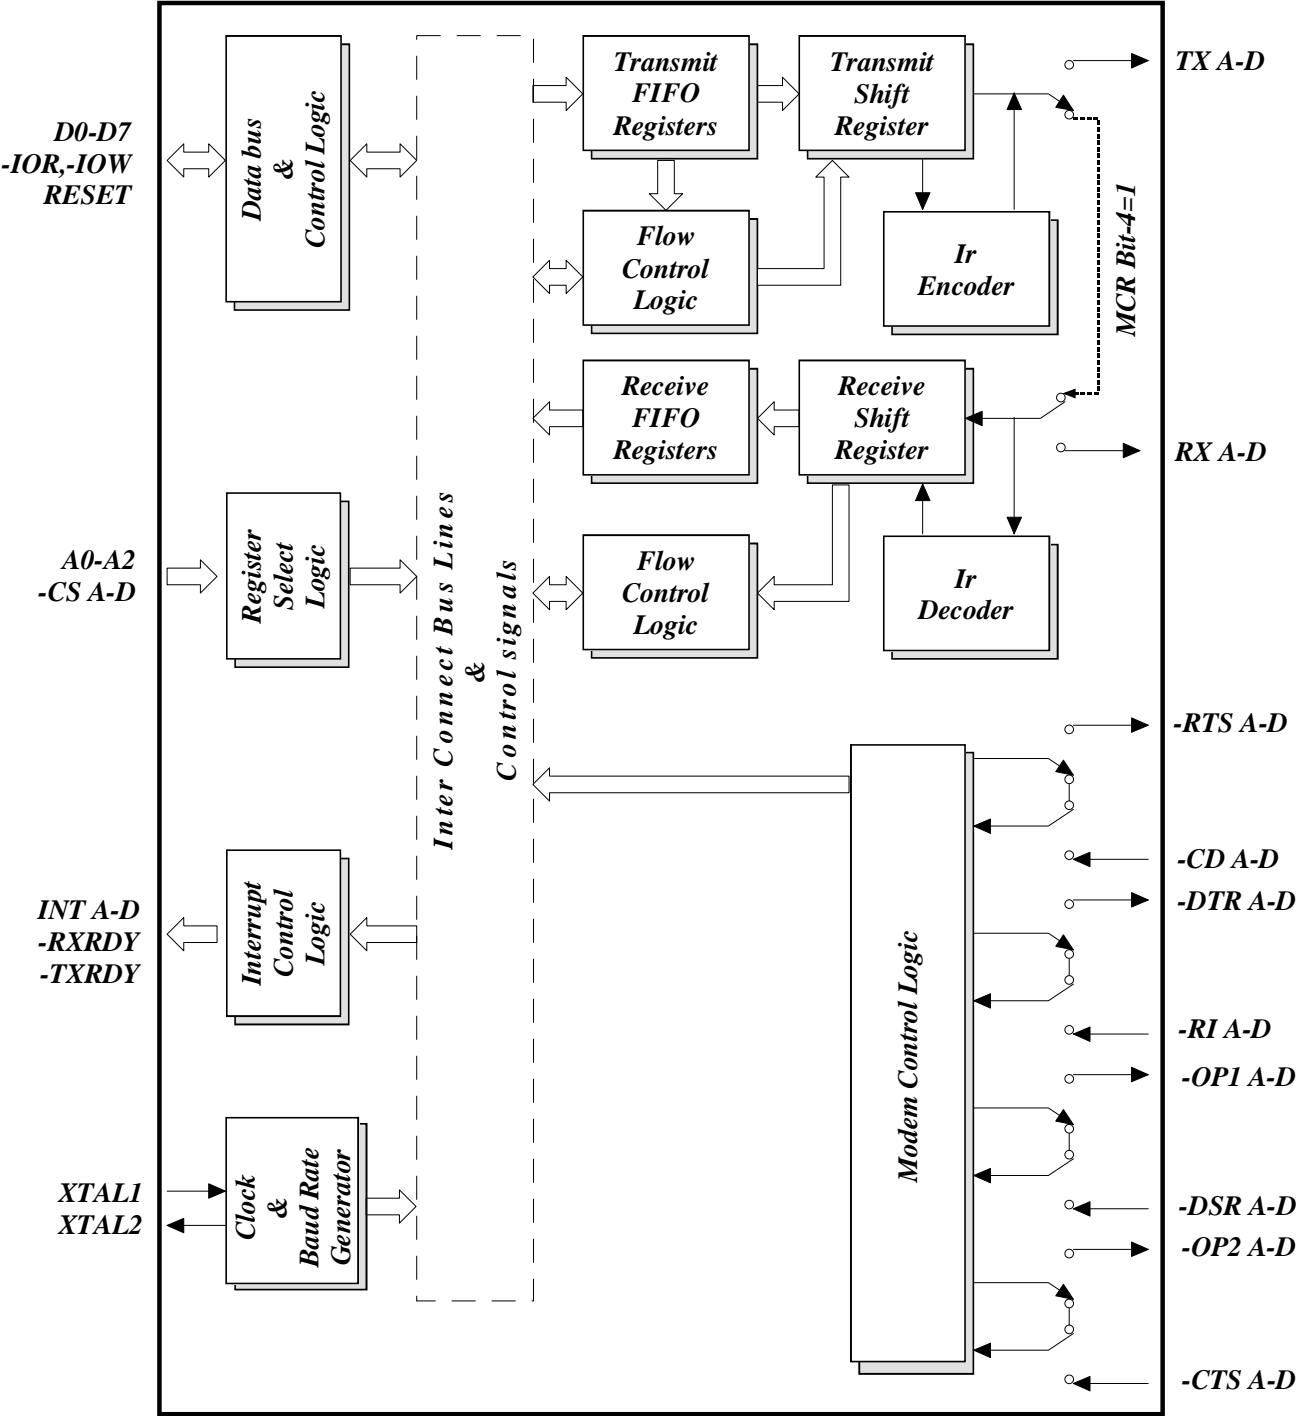 D0-D7
-IOR,-IOW
RESET
Data bus
&
Control Logic
A0-A2
-CS A-D
Register
Select
Logic
INT A-D
-RXRDY
-TXRDY
Interrupt
Control
Logic
XTAL1
XTAL2
Clock
&
Baud Rate
Generator
Inter Connect Bus Lines
&
Control signals
Transmit
FIFO
Registers
Transmit
Shift
Register
Flow
Control
Logic
Ir
Encoder
Receive
FIFO
Registers
Receive
Shift
Register
Flow
Control
Logic
Ir
Decoder
MCR Bit-4=1
Modem Control Logic
TX A-D
RX A-D
-RTS A-D
-CD A-D
-DTR A-D
-RI A-D
-OP1 A-D
-DSR A-D
-OP2 A-D
-CTS A-D